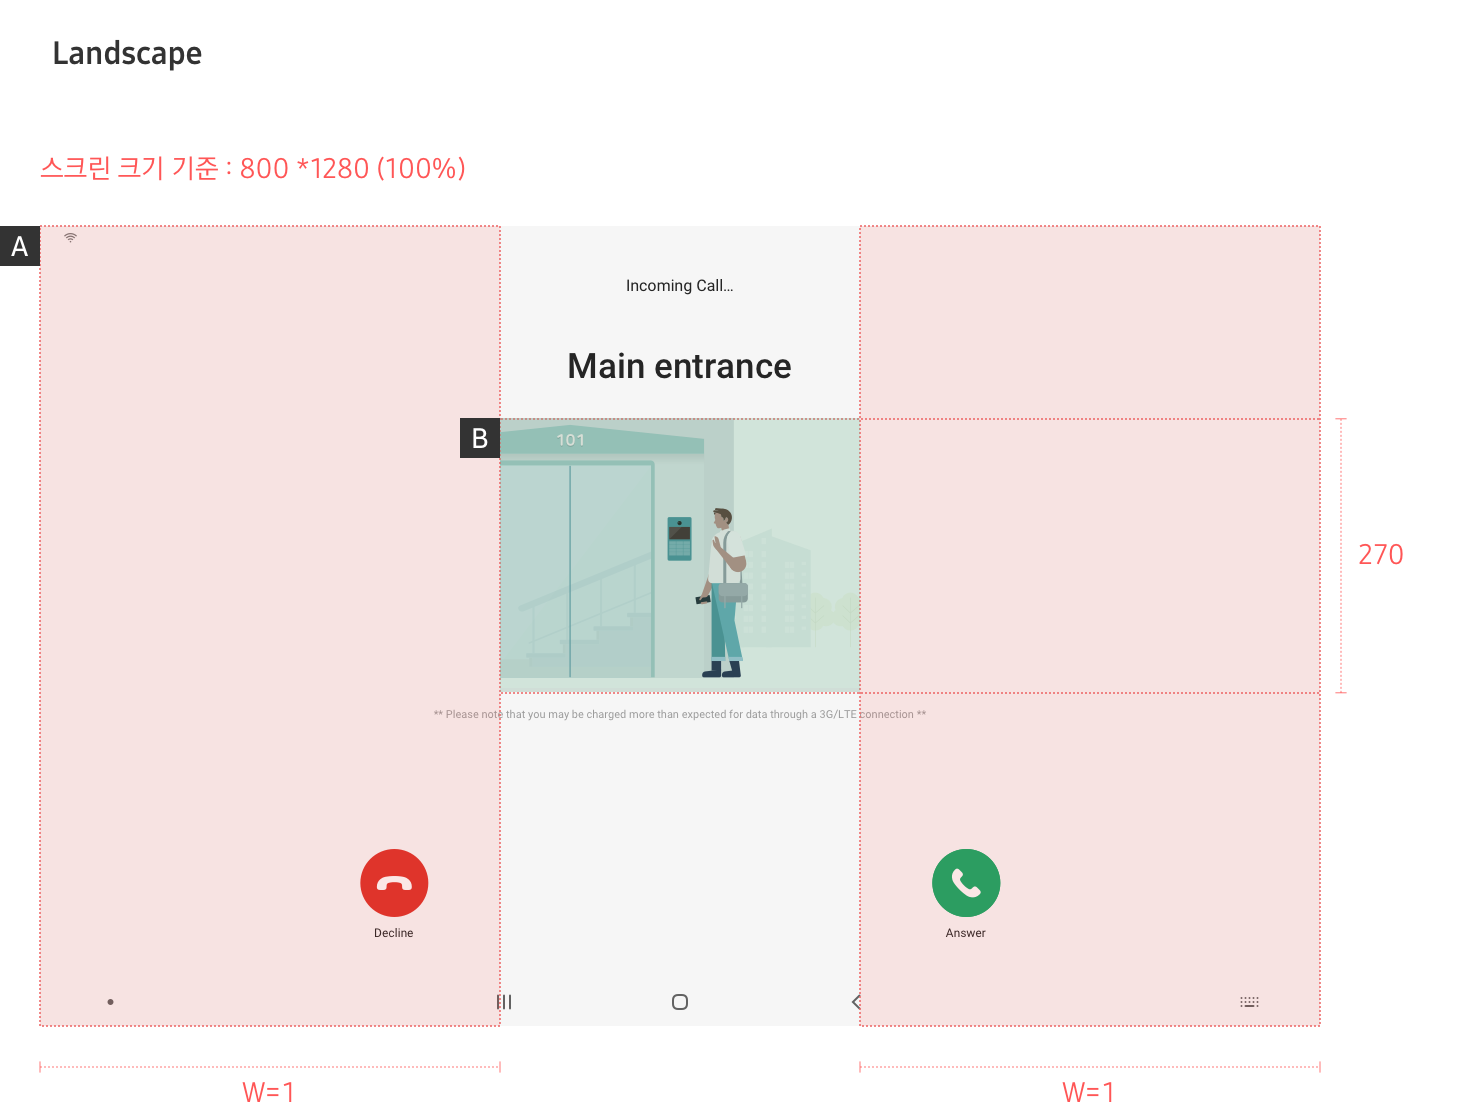 Landscape
스크린 크기 기준 : 800 *1280 (100%)
A
Incoming Call...
Main entrance
B
101
270
** Please note that you may be charged more than expected for data through a 3G/LTE connection **
Decline
Answer
W=1
W=1